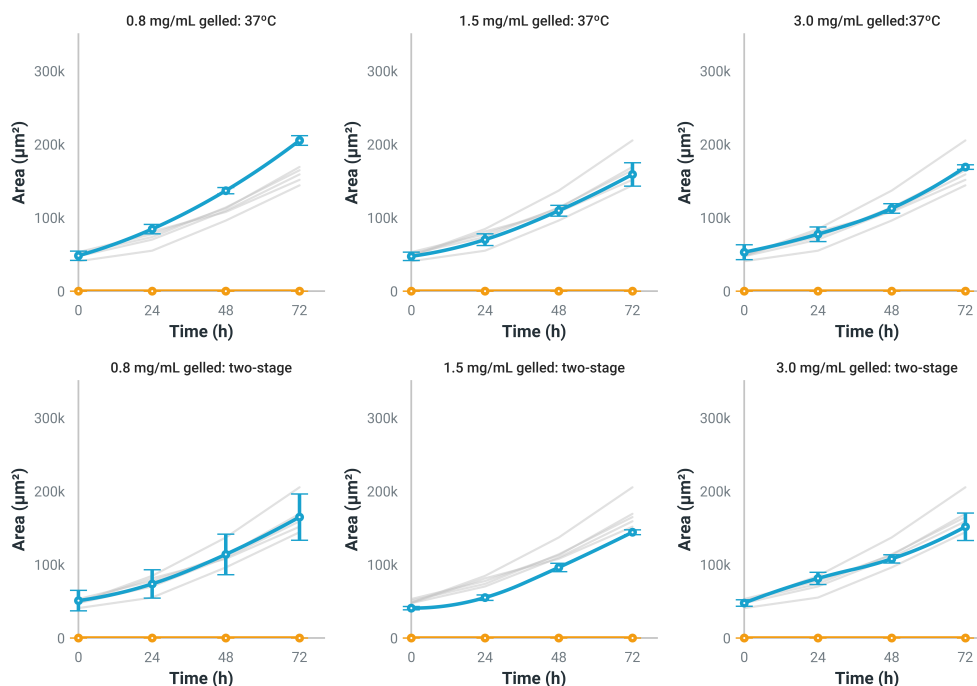 0.8 mg/mL gelled: 37ºC
1.5 mg/mL gelled: 37ºC
3.0 mg/mL gelled:37ºC
Area (µm²)
300k
200k
100k
0
0
24
48
72
Time (h)
Area (µm²)
300k
200k
100k
0
0
24
48
72
Time (h)
Area (µm²)
300k
200k
100k
0
0
24
48
72
Time (h)
0.8 mg/mL gelled: two-stage
1.5 mg/mL gelled: two-stage
3.0 mg/mL gelled: two-stage
Area (µm²)
300k
200k
100k
0
0
24
48
72
Time (h)
Area (µm²)
300k
200k
100k
0
0
24
48
72
Time (h)
Area (µm²)
300k
200k
100k
0
0
24
48
72
Time (h)